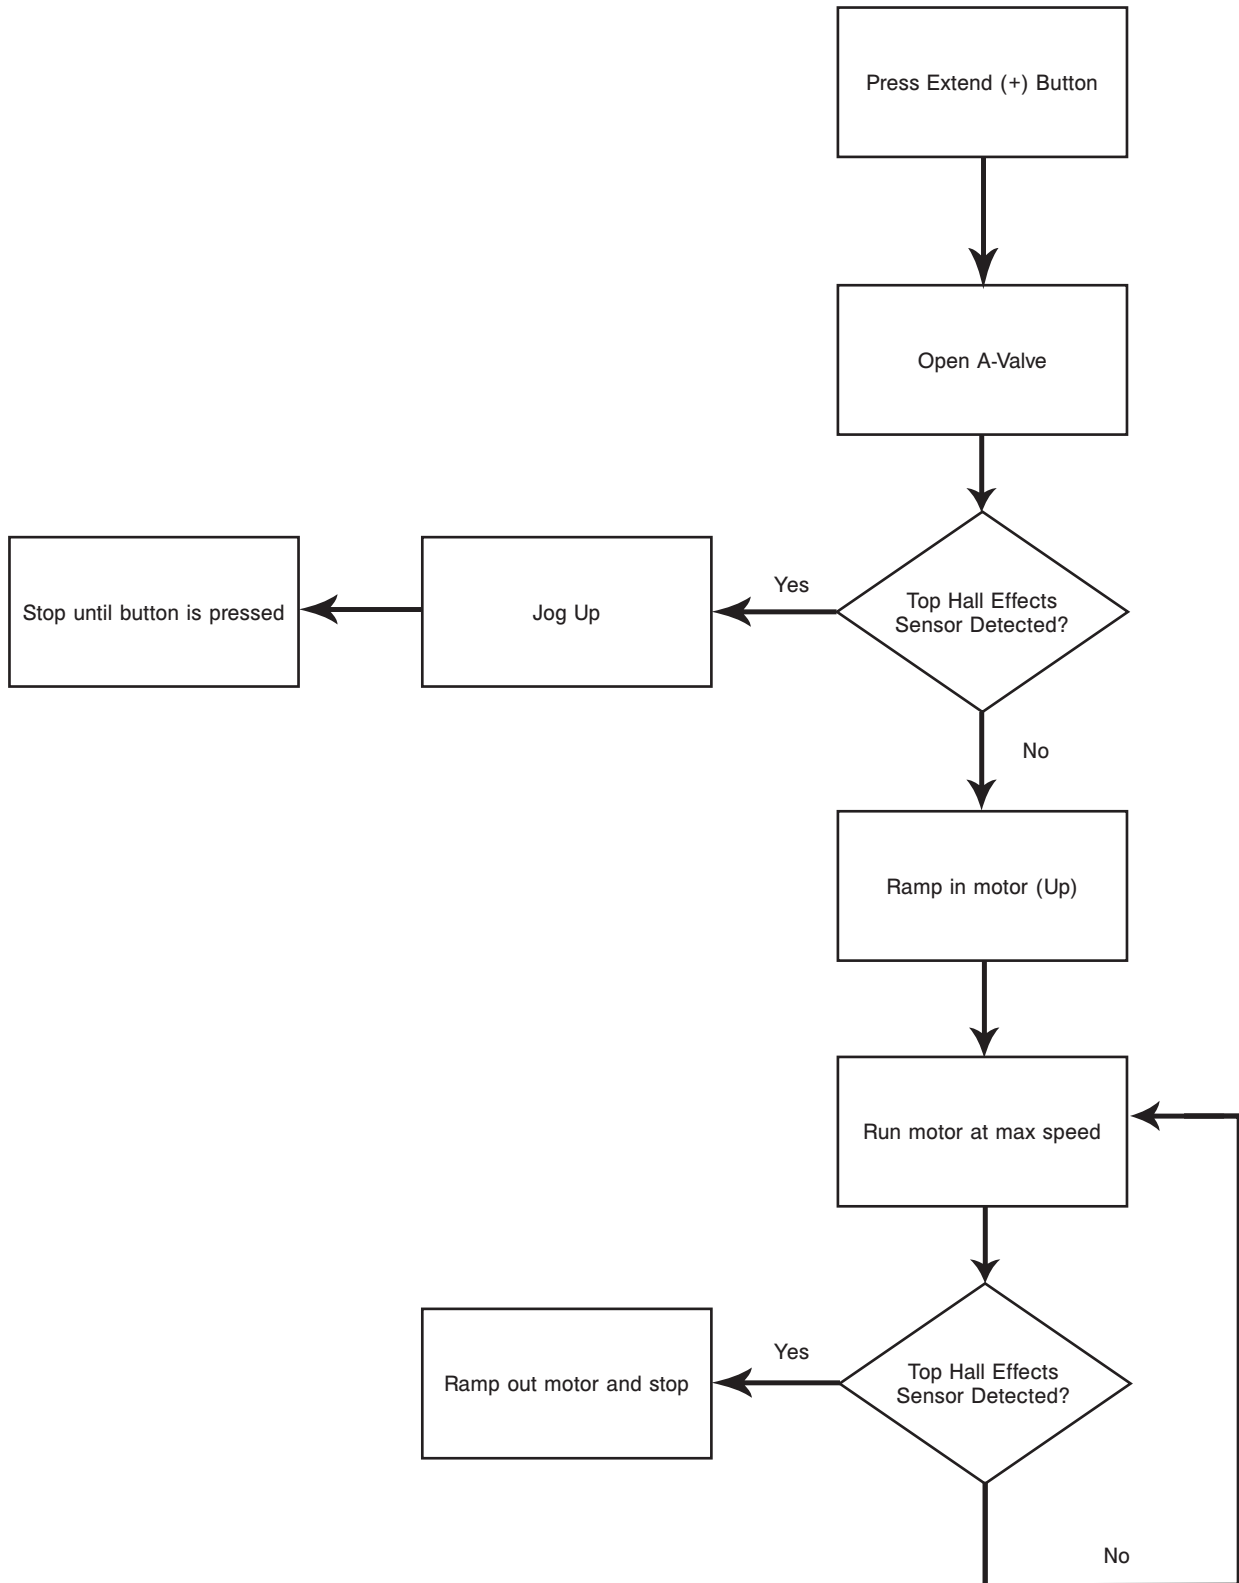 Press Extend (+) Button
Open A-Valve
Top Hall Effects
Sensor Detected?
Yes
Jog Up
Stop until button is pressed
No
Ramp in motor (Up)
Run motor at max speed
Top Hall Effects
Sensor Detected?
Yes
Ramp out motor and stop
No